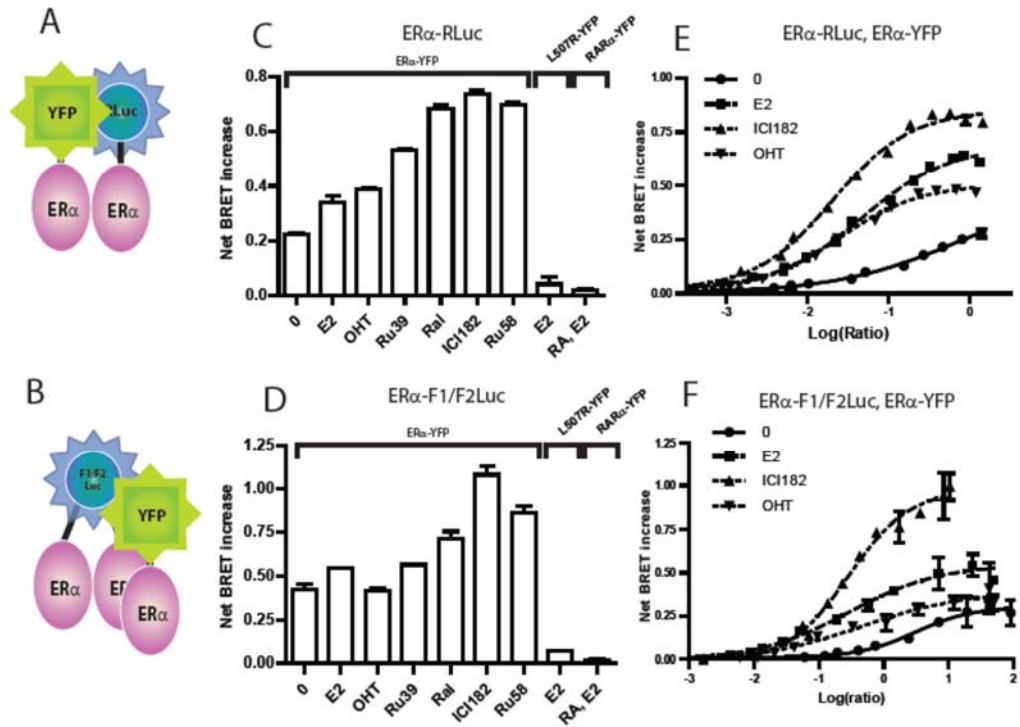 A
YFP
RLuc
ERα
ERα
C
ERα-RLuc
ERα-YFP
L507R-YFP
RARα-YFP
Net BRET increase
0.8
0.6
0.4
0.2
0.0
0
E2
OHT
Ru39
Ral
ICI182
Ru58
E2
RA, E2
E
ERα-RLuc, ERα-YFP
0
E2
ICI182
OHT
Net BRET increase
1.00
0.75
0.50
0.25
0.00
-3
-2
-1
0
Log(Ratio)
B
F1/F2
Luc
YFP
ERα
ER
ERα
D
ERα-F1/F2Luc
ERα-YFP
L507R-YFP
RARα-YFP
Net BRET increase
1.25
1.00
0.75
0.50
0.25
0.00
0
E2
OHT
Ru39
Ral
ICI182
Ru58
E2
RA, E2
F
ERα-F1/F2Luc, ERα-YFP
0
E2
ICI182
OHT
Net BRET increase
1.25
1.00
0.75
0.50
0.25
0.00
-3
-2
-1
0
1
2
Log(ratio)